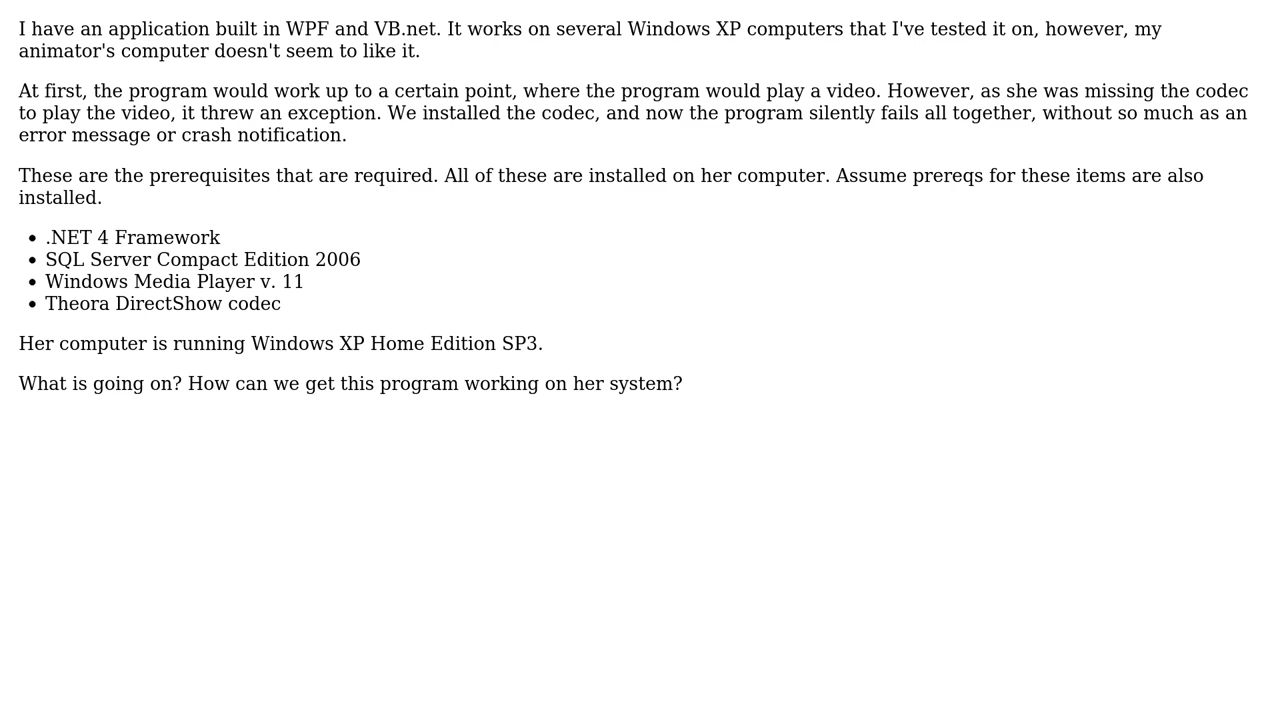 I have an application built in WPF and VB.net. It works on several Windows XP computers that I've tested it on, however, my
animator's computer doesn't seem to like it.
At first, the program would work up to a certain point, where the program would play a video. However, as she was missing the codec
to play the video, it threw an exception. We installed the codec, and now the program silently fails all together, without so much as an
error message or crash notification.
These are the prerequisites that are required. All of these are installed on her computer. Assume prereqs for these items are also
installed.
• .NET 4 Framework
• SQL Server Compact Edition 2006
• Windows Media Player v. 11
• Theora DirectShow codec
Her computer is running Windows XP Home Edition SP3.
What is going on? How can we get this program working on her system?